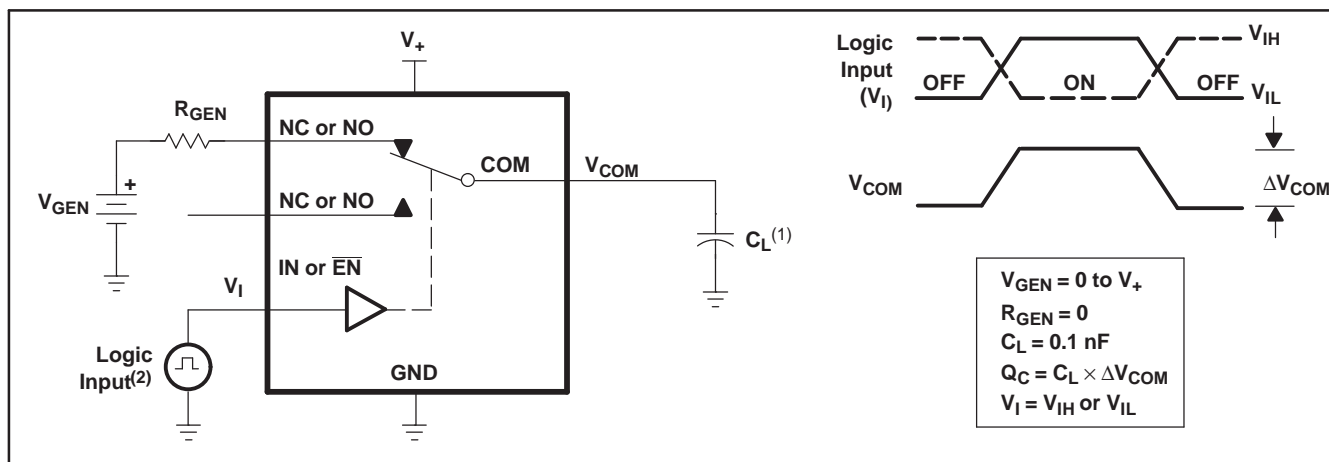 V+
RGEN
NC or NO
COM
VCOM
VGEN
+
NC or NO
CL(1)
IN or E̅N̅
VI
Logic
Input(2)
GND
Logic
Input
(VI)
VIH
OFF
ON
OFF
VIL
VCOM
ΔVCOM
VGEN = 0 to V+
RGEN = 0
CL = 0.1 nF
QC = CL × ΔVCOM
VI = VIH or VIL